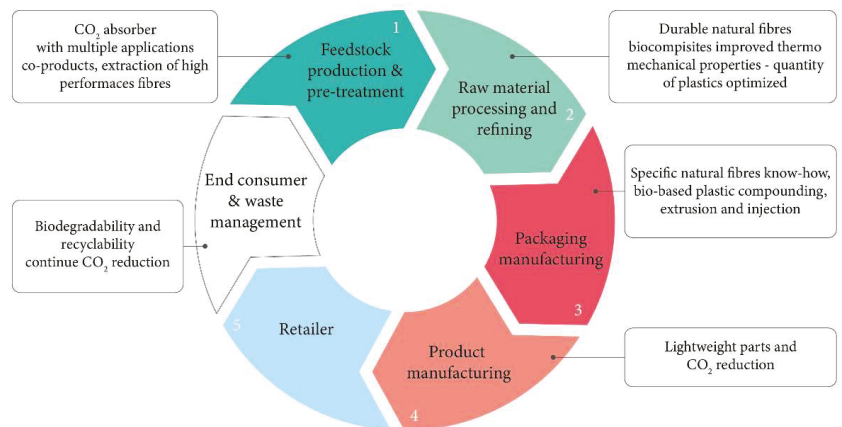 CO₂ absorber
with multiple applications
co-products, extraction of high
performaces fibres
1
Feedstock
production &
pre-treatment
Durable natural fibres
biocompisites improved thermo
mechanical properties - quantity
of plastics optimized
Raw material
processing and
refining
2
Specific natural fibres know-how,
bio-based plastic compounding,
extrusion and injection
Packaging
manufacturing
3
Lightweight parts and
CO₂ reduction
Product
manufacturing
4
Retailer
5
End consumer
& waste
management
Biodegradability and
recyclability
continue CO₂ reduction